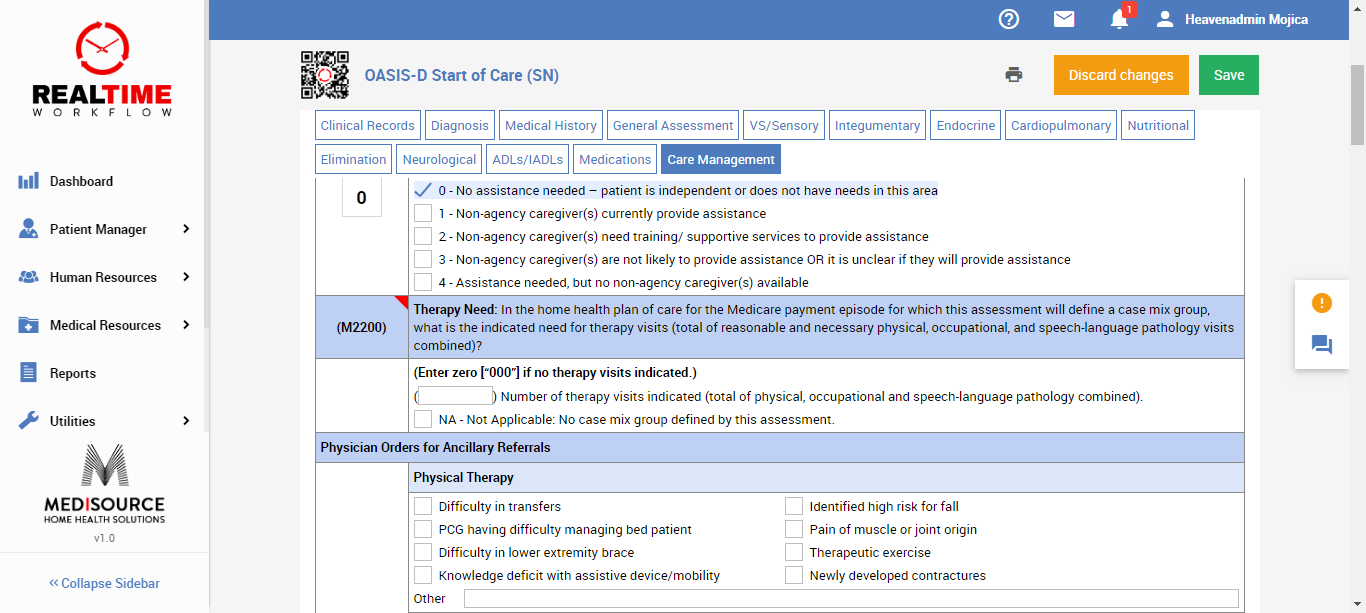 REALTIME
WORKFLOW
Dashboard
Patient Manager
Human Resources
Medical Resources
Reports
Utilities
MEDISOURCE
HOME HEALTH SOLUTIONS
v1.0
Collapse Sidebar
1
Heavenadmin Mojica
OASIS-D Start of Care (SN)
Discard changes
Save
Clinical Records
Diagnosis
Medical History
General Assessment
VS/Sensory
Integumentary
Endocrine
Cardiopulmonary
Nutritional
Elimination
Neurological
ADLs/IADLs
Medications
Care Management
0
0 - No assistance needed – patient is independent or does not have needs in this area
1 - Non-agency caregiver(s) currently provide assistance
2 - Non-agency caregiver(s) need training/ supportive services to provide assistance
3 - Non-agency caregiver(s) are not likely to provide assistance OR it is unclear if they will provide assistance
4 - Assistance needed, but no non-agency caregiver(s) available
(M2200)
Therapy Need: In the home health plan of care for the Medicare payment episode for which this assessment will define a case mix group,
what is the indicated need for therapy visits (total of reasonable and necessary physical, occupational, and speech-language pathology visits
combined)?
(Enter zero [“000”] if no therapy visits indicated.)
( ) Number of therapy visits indicated (total of physical, occupational and speech-language pathology combined).
NA - Not Applicable: No case mix group defined by this assessment.
Physician Orders for Ancillary Referrals
Physical Therapy
Difficulty in transfers
Identified high risk for fall
PCG having difficulty managing bed patient
Pain of muscle or joint origin
Difficulty in lower extremity brace
Therapeutic exercise
Knowledge deficit with assistive device/mobility
Newly developed contractures
Other